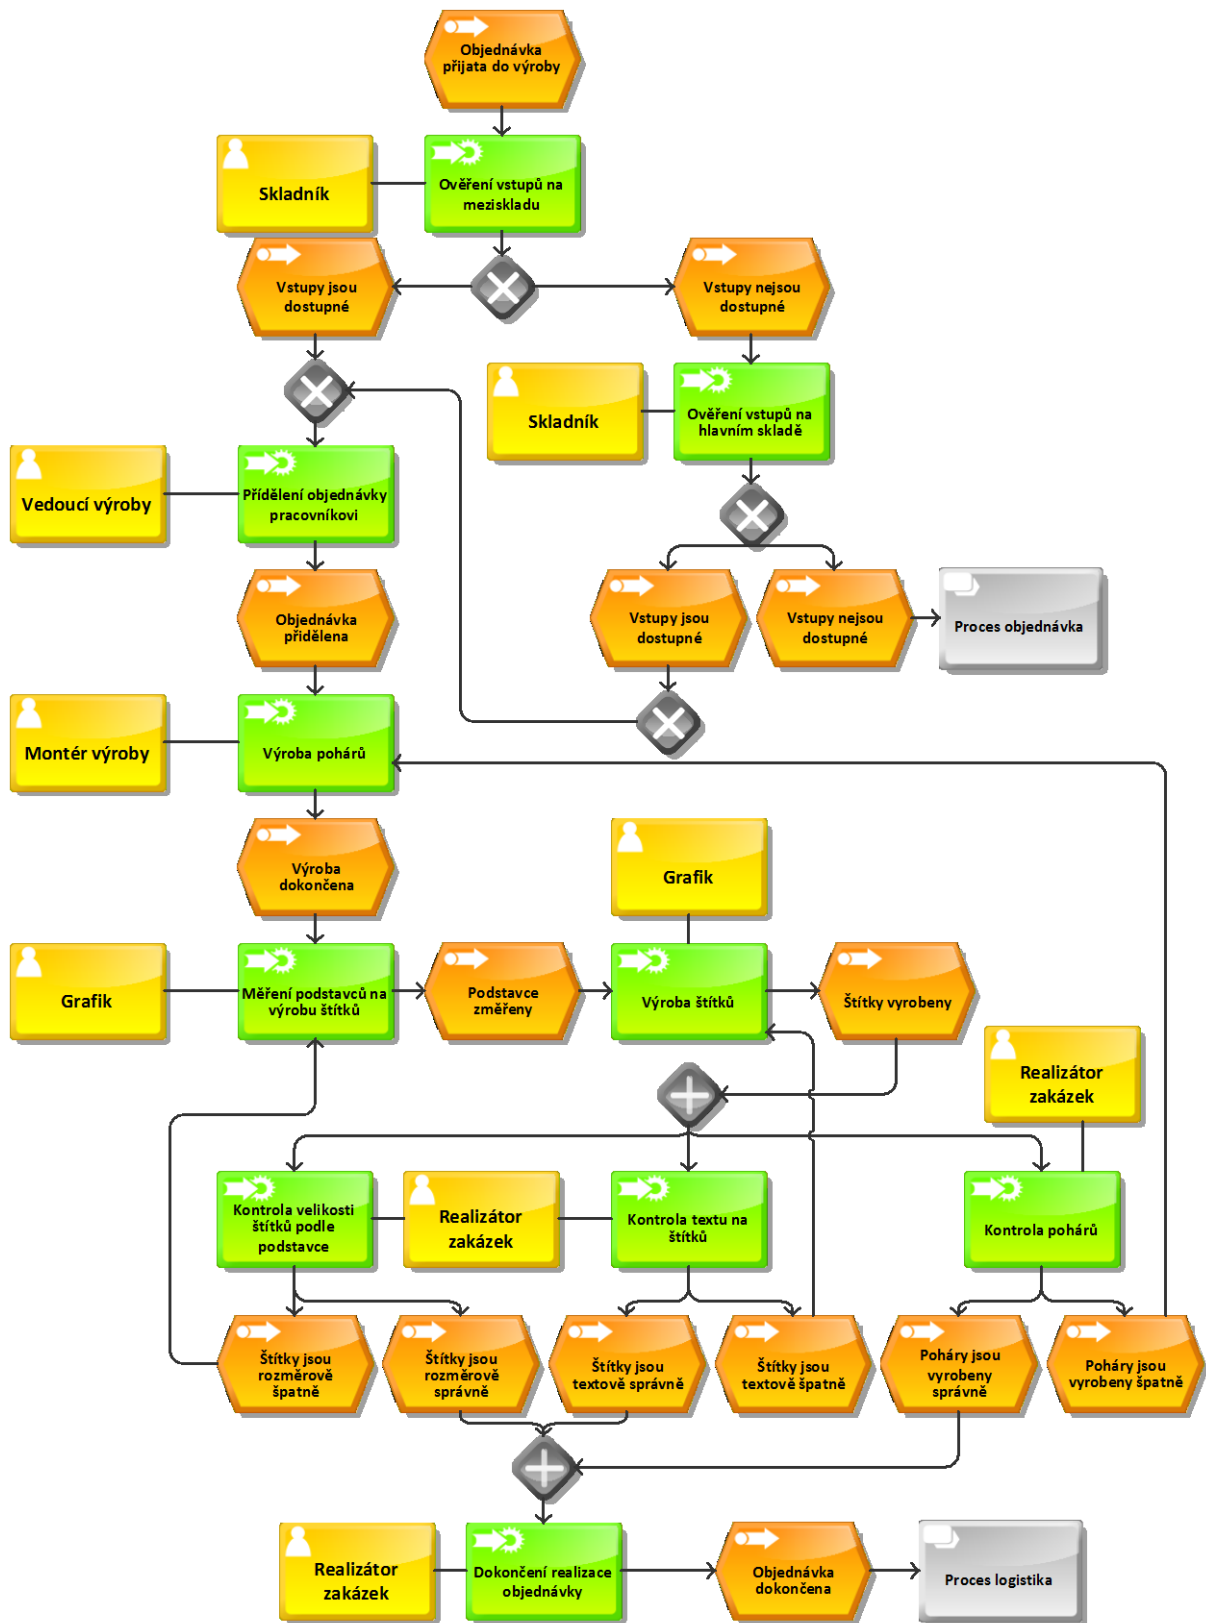 Objednávka
přijata do výroby
Skladník
Ověření vstupů na
meziskladu
Vstupy jsou
dostupné
Vstupy nejsou
dostupné
Skladník
Ověření vstupů na
hlavním skladě
Vedoucí výroby
Přídělení objednávky
pracovníkovi
Objednávka
přidělena
Vstupy jsou
dostupné
Vstupy nejsou
dostupné
Proces objednávka
Montér výroby
Výroba pohárů
Výroba
dokončena
Grafik
Grafik
Měření podstavců na
výrobu štítků
Podstavce
změřeny
Výroba štítků
Štítky vyrobeny
Realizátor
zakázek
Kontrola velikosti
štítků podle
podstavce
Realizátor
zakázek
Kontrola textu na
štítků
Kontrola pohárů
Štítky jsou
rozměrově
špatně
Štítky jsou
rozměrově
správně
Štítky jsou
textově správně
Štítky jsou
textově špatně
Poháry jsou
vyrobeny
správně
Poháry jsou
vyrobeny špatně
Realizátor
zakázek
Dokončení realizace
objednávky
Objednávka
dokončena
Proces logistika